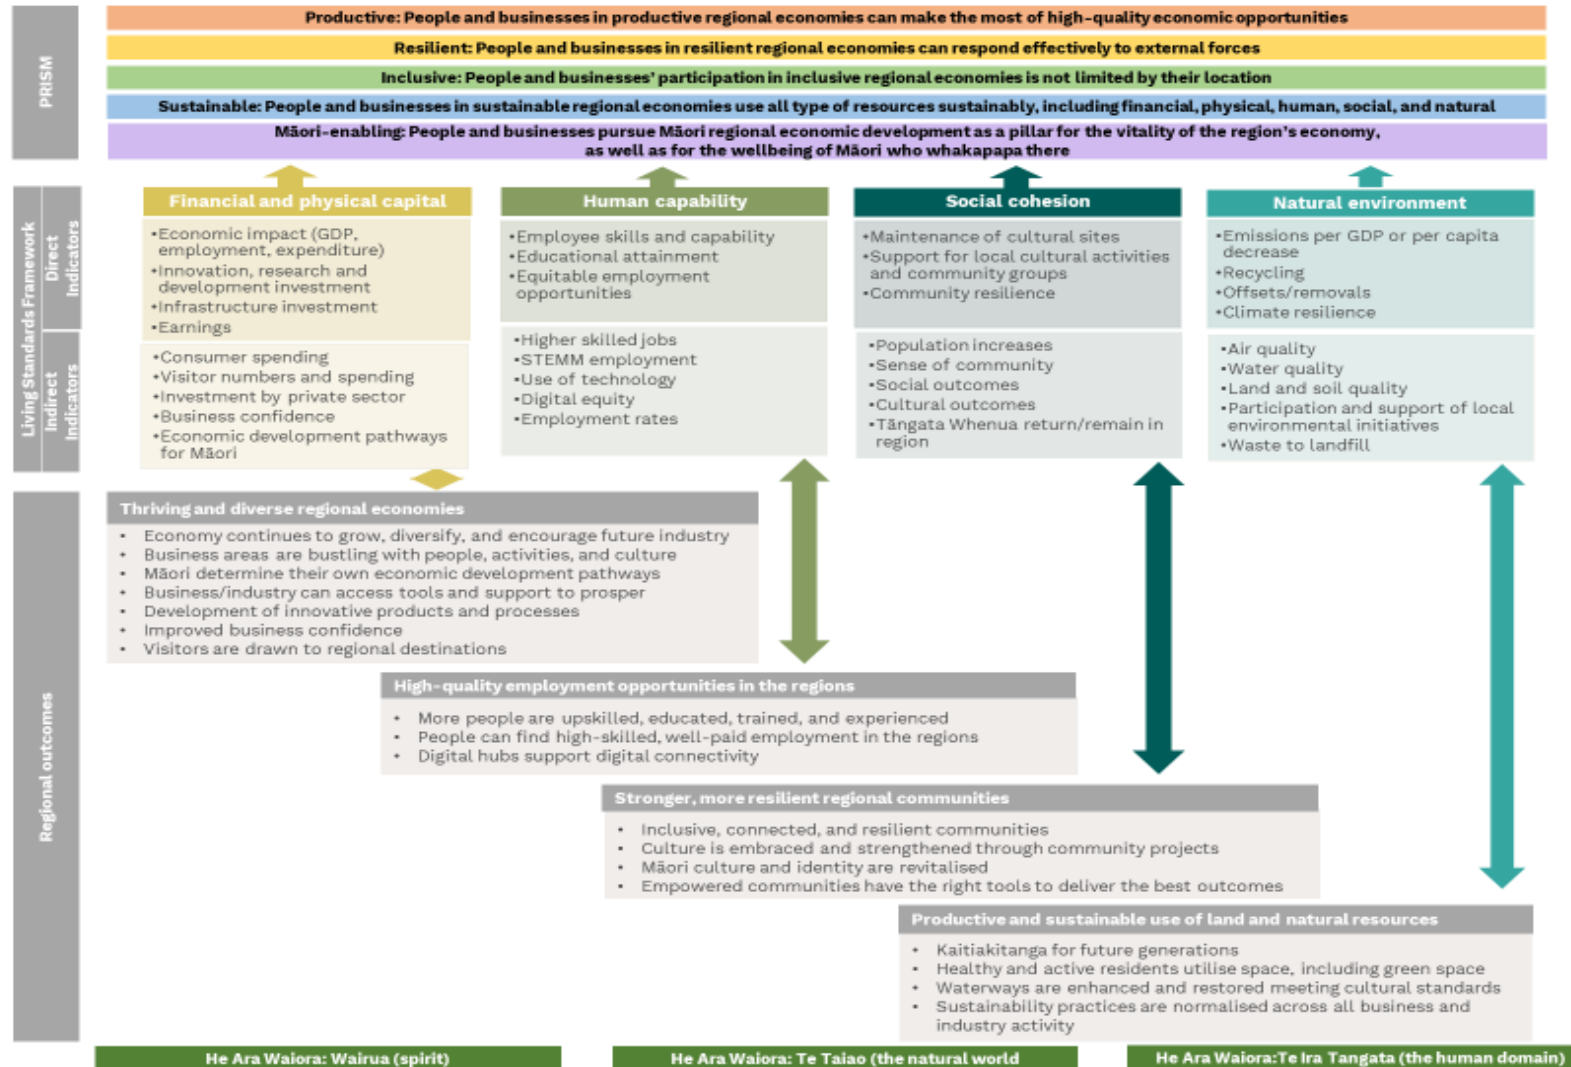 PRISM
Productive: People and businesses in productive regional economies can make the most of high-quality economic opportunities
Resilient: People and businesses in resilient regional economies can respond effectively to external forces
Inclusive: People and businesses' participation in inclusive regional economies is not limited by their location
Sustainable: People and businesses in sustainable regional economies use all type of resources sustainably, including financial, physical, human, social, and natural
Māori-enabling: People and businesses pursue Māori regional economic development as a pillar for the vitality of the region's economy,
as well as for the wellbeing of Māori who whakapapa there
Living Standards Framework
Direct
Indicators
Indirect
Indicators
Financial and physical capital
•Economic impact (GDP,
employment, expenditure)
•Innovation, research and
development investment
•Infrastructure investment
•Earnings
•Consumer spending
•Visitor numbers and spending
•Investment by private sector
•Business confidence
•Economic development pathways
for Māori
Human capability
•Employee skills and capability
•Educational attainment
•Equitable employment
opportunities
•Higher skilled jobs
•STEMM employment
•Use of technology
•Digital equity
•Employment rates
Social cohesion
•Maintenance of cultural sites
•Support for local cultural activities
and community groups
•Community resilience
•Population increases
•Sense of community
•Social outcomes
•Cultural outcomes
•Tāngata Whenua return/remain in
region
Natural environment
•Emissions per GDP or per capita
decrease
•Recycling
•Offsets/removals
•Climate resilience
•Air quality
•Water quality
•Land and soil quality
•Participation and support of local
environmental initiatives
•Waste to landfill
Regional outcomes
Thriving and diverse regional economies
• Economy continues to grow, diversify, and encourage future industry
• Business areas are bustling with people, activities, and culture
• Māori determine their own economic development pathways
• Business/industry can access tools and support to prosper
• Development of innovative products and processes
• Improved business confidence
• Visitors are drawn to regional destinations
High-quality employment opportunities in the regions
• More people are upskilled, educated, trained, and experienced
• People can find high-skilled, well-paid employment in the regions
• Digital hubs support digital connectivity
Stronger, more resilient regional communities
• Inclusive, connected, and resilient communities
• Culture is embraced and strengthened through community projects
• Māori culture and identity are revitalised
• Empowered communities have the right tools to deliver the best outcomes
Productive and sustainable use of land and natural resources
• Kaitiakitanga for future generations
• Healthy and active residents utilise space, including green space
• Waterways are enhanced and restored meeting cultural standards
• Sustainability practices are normalised across all business and
industry activity
He Ara Waiora: Wairua (spirit)
He Ara Waiora: Te Taiao (the natural world
He Ara Waiora:Te Ira Tangata (the human domain)